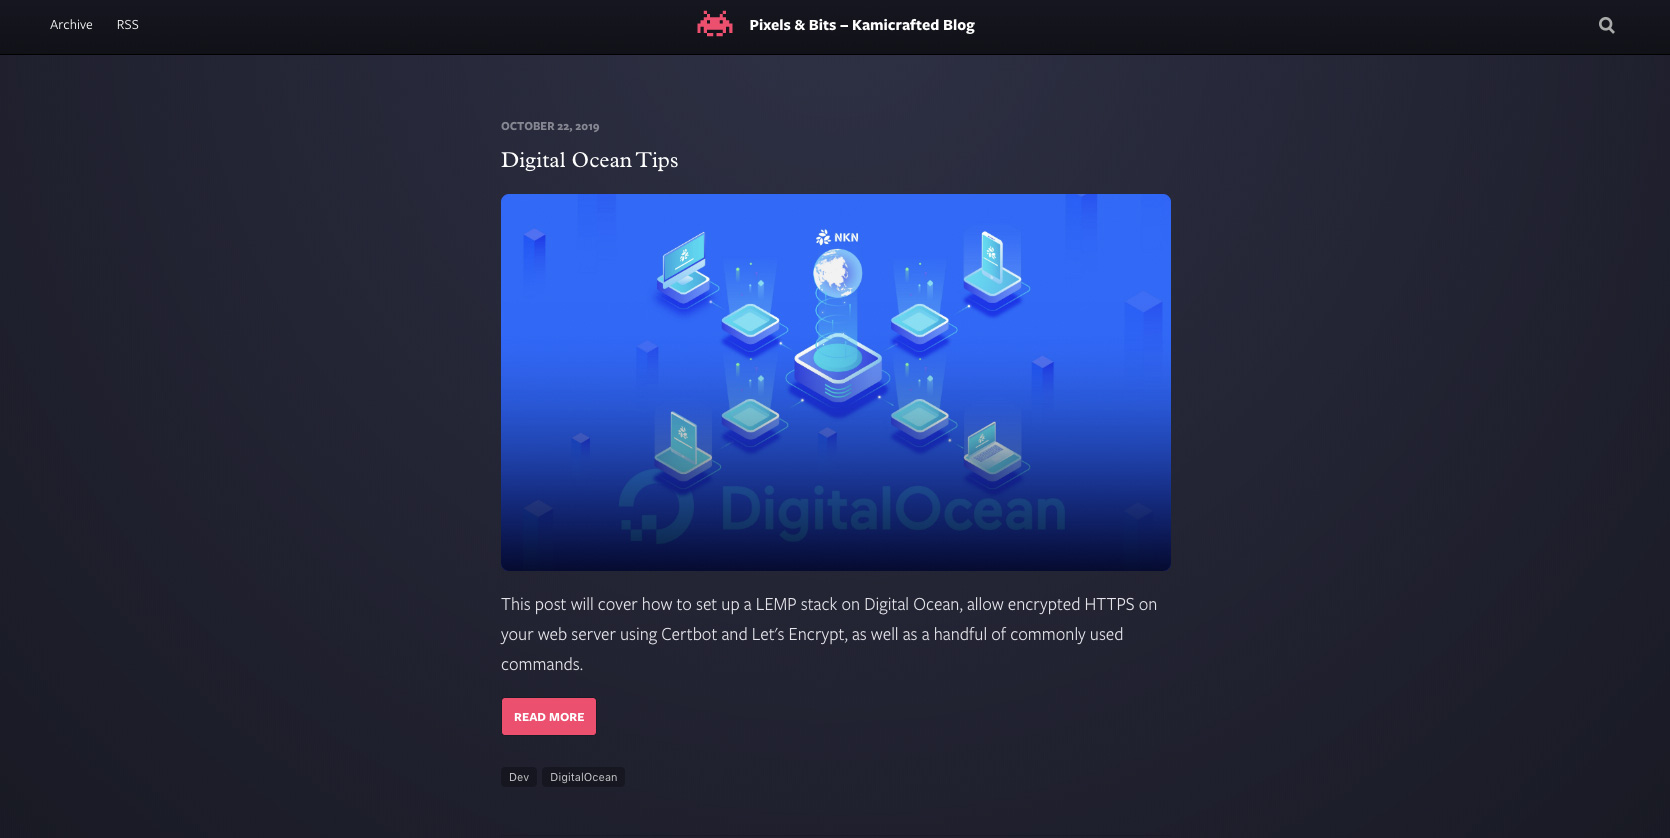 Archive RSS
Pixels & Bits – Kamicrafted Blog
OCTOBER 22, 2019
Digital Ocean Tips
NKN
DigitalOcean
This post will cover how to set up a LEMP stack on Digital Ocean, allow encrypted HTTPS on
your web server using Certbot and Let's Encrypt, as well as a handful of commonly used
commands.
READ MORE
Dev DigitalOcean